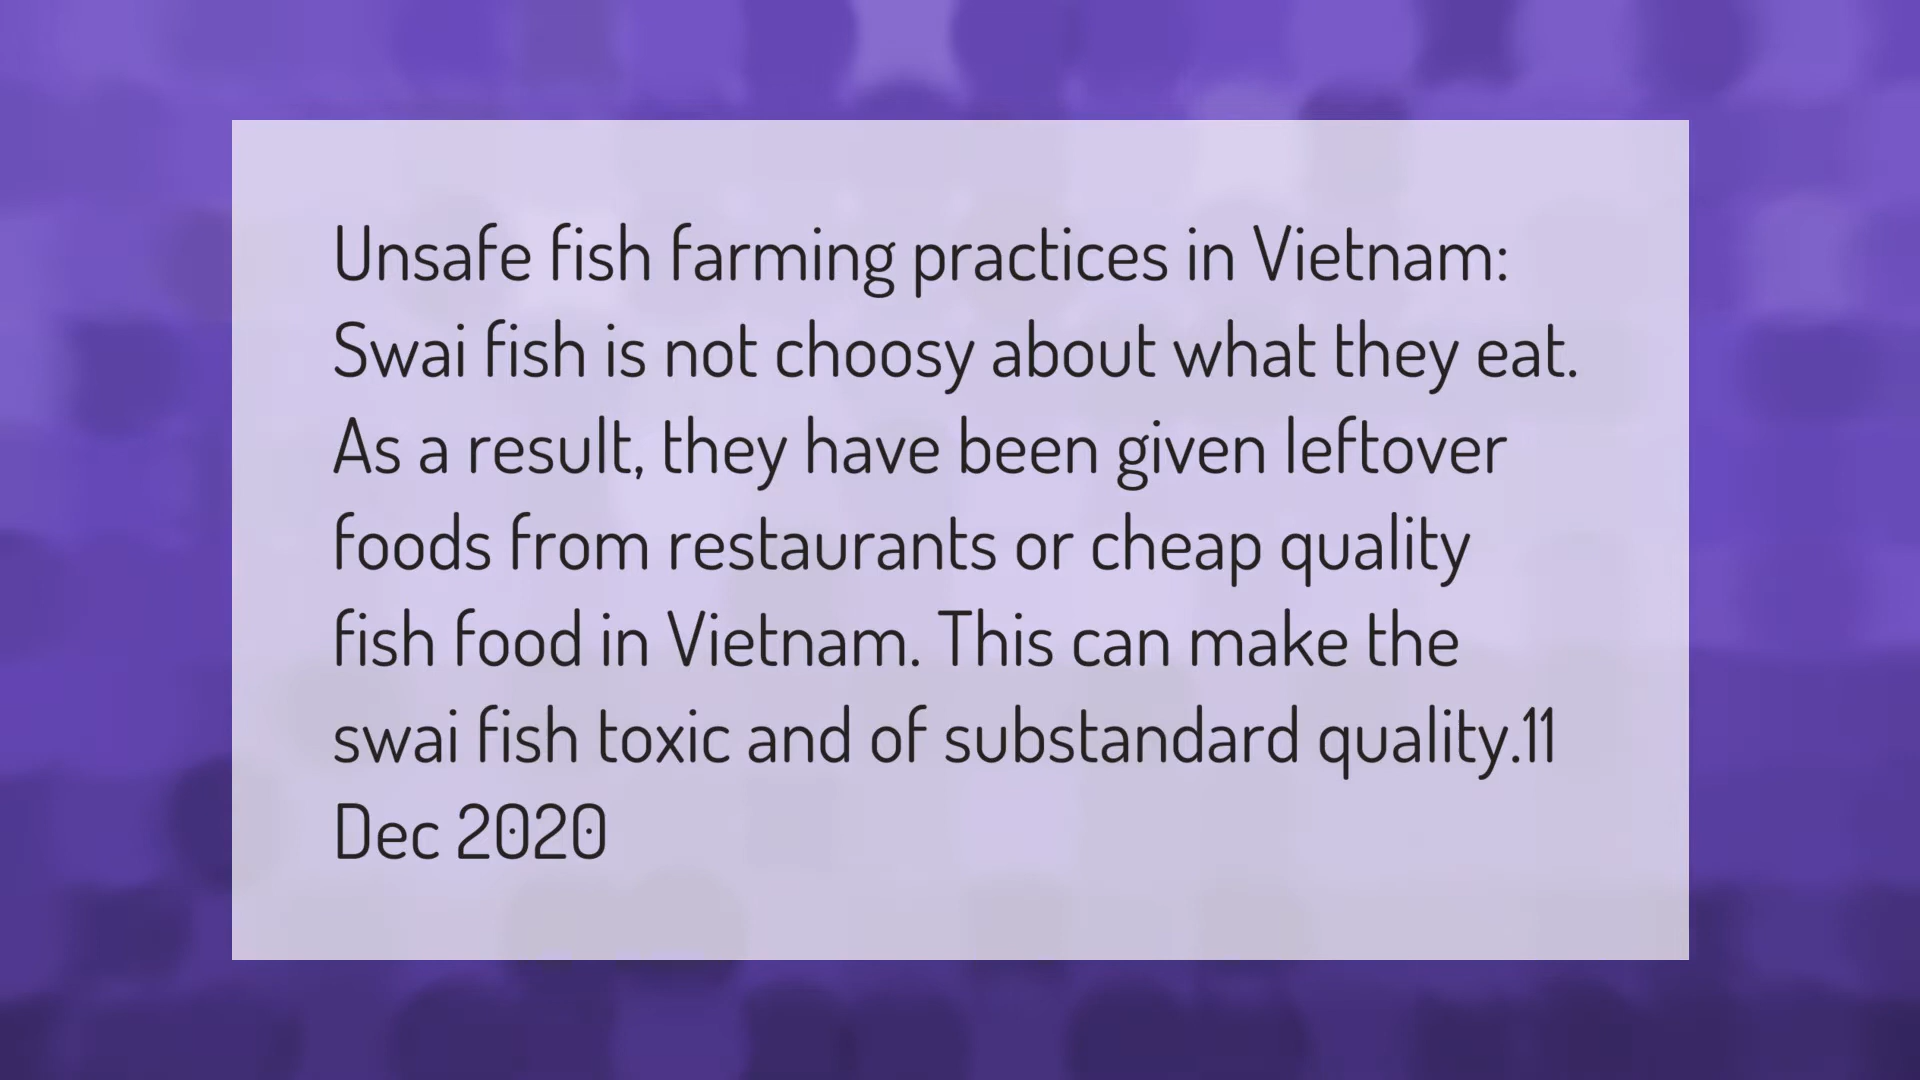 Unsafe fish farming practices in Vietnam:
Swai fish is not choosy about what they eat.
As a result, they have been given leftover
foods from restaurants or cheap quality
fish food in Vietnam. This can make the
swai fish toxic and of substandard quality.11
Dec 2020